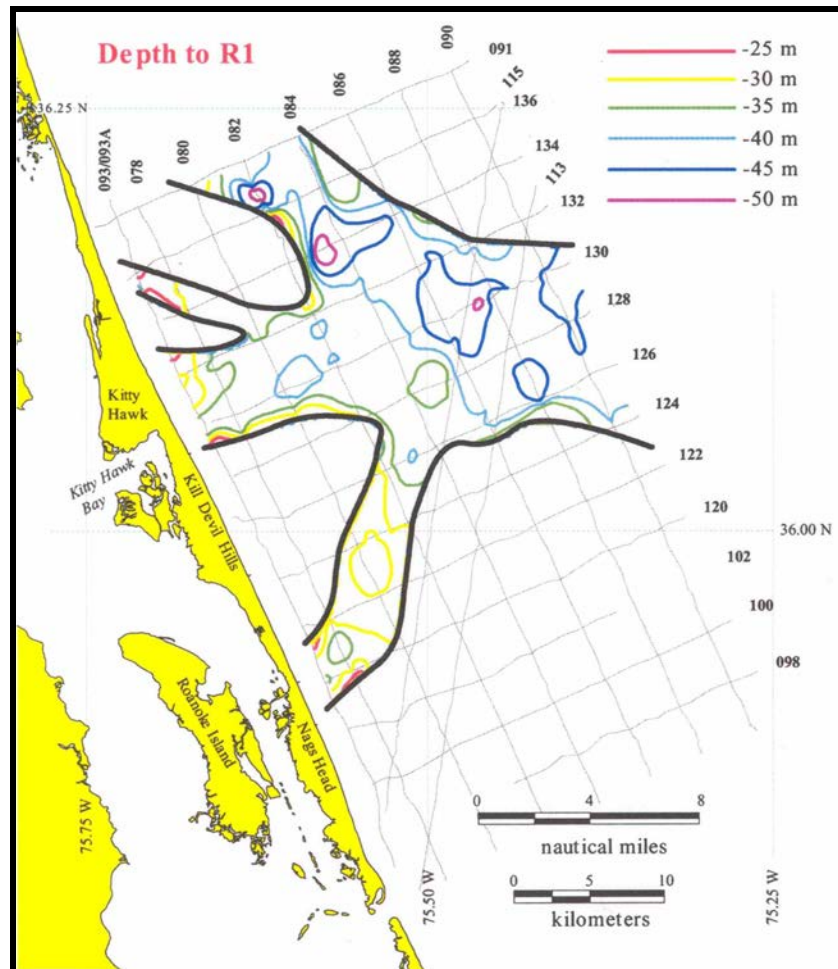 Depth to R1
-25 m
-30 m
-35 m
-40 m
-45 m
-50 m
36.25 N
093/093A
078
080
082
084
086
088
090
091
115
136
134
113
132
130
128
126
124
122
120
102
100
098
36.00 N
Kitty
Hawk
Kitty Hawk
Bay
Kill Devil Hills
Roanoke Island
Nags Head
75.75 W
75.50 W
75.25 W
0 4 8
nautical miles
0 5 10
kilometers